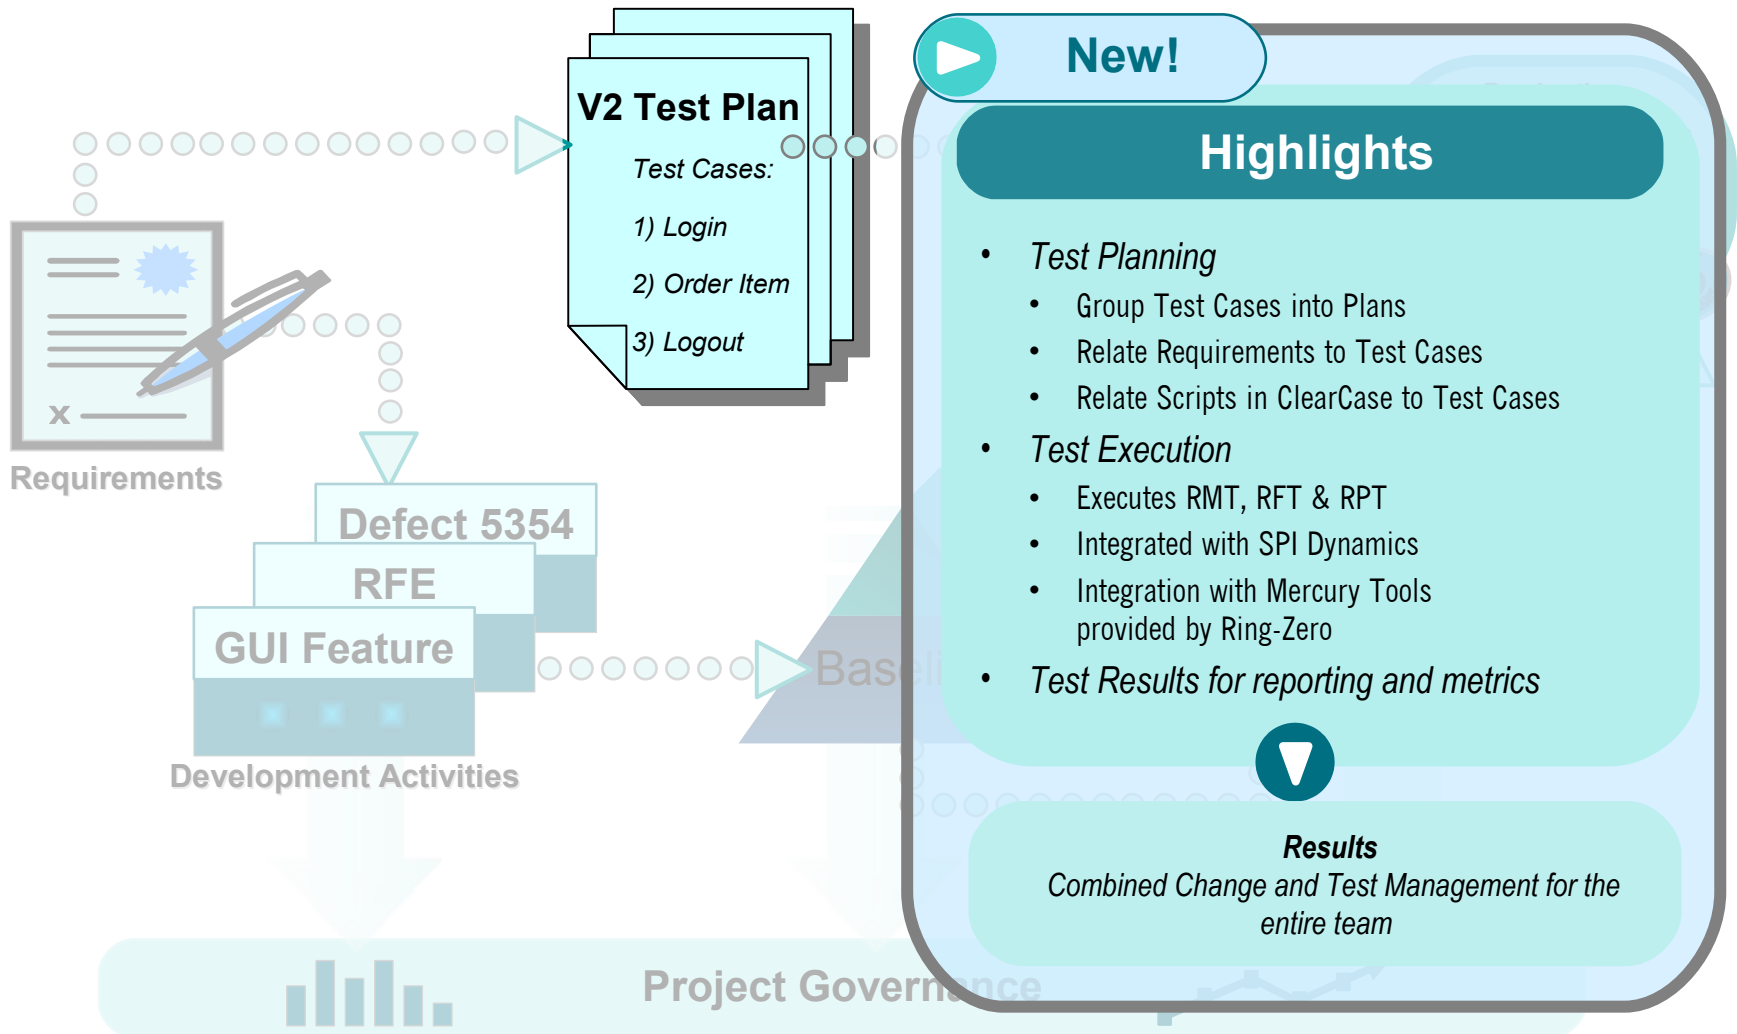 New!
V2 Test Plan
Test Cases:
1) Login
2) Order Item
3) Logout
Highlights
• Test Planning
• Group Test Cases into Plans
• Relate Requirements to Test Cases
• Relate Scripts in ClearCase to Test Cases
• Test Execution
• Executes RMT, RFT & RPT
• Integrated with SPI Dynamics
• Integration with Mercury Tools
provided by Ring-Zero
• Test Results for reporting and metrics
Results
Combined Change and Test Management for the
entire team
x
Requirements
Defect 5354
RFE
GUI Feature
Development Activities
Project Governance